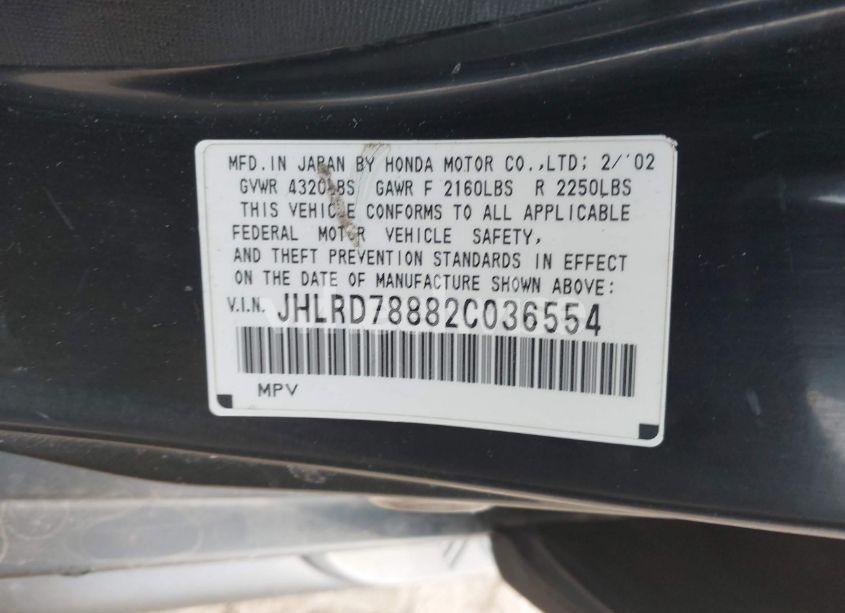 MFD.IN JAPAN BY HONDA MOTOR CO.,LTD; 2/'02
GVWR 4320LBS GAWR F 2160LBS R 2250LBS
THIS VEHICLE CONFORMS TO ALL APPLICABLE
FEDERAL MOTOR VEHICLE SAFETY,
AND THEFT PREVENTION STANDARDS IN EFFECT
ON THE DATE OF MANUFACTURE SHOWN ABOVE:
V.I.N. JHLRD78882C036554
MPV